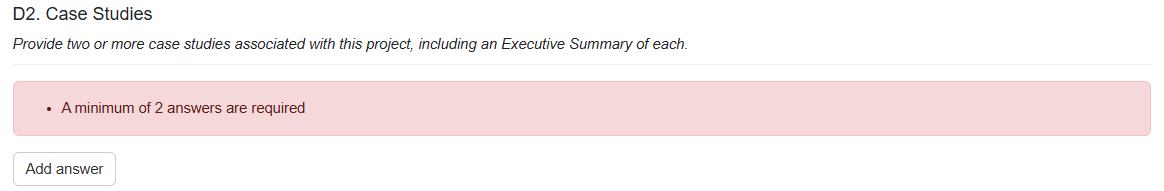 D2. Case Studies
Provide two or more case studies associated with this project, including an Executive Summary of each.
• A minimum of 2 answers are required
Add answer